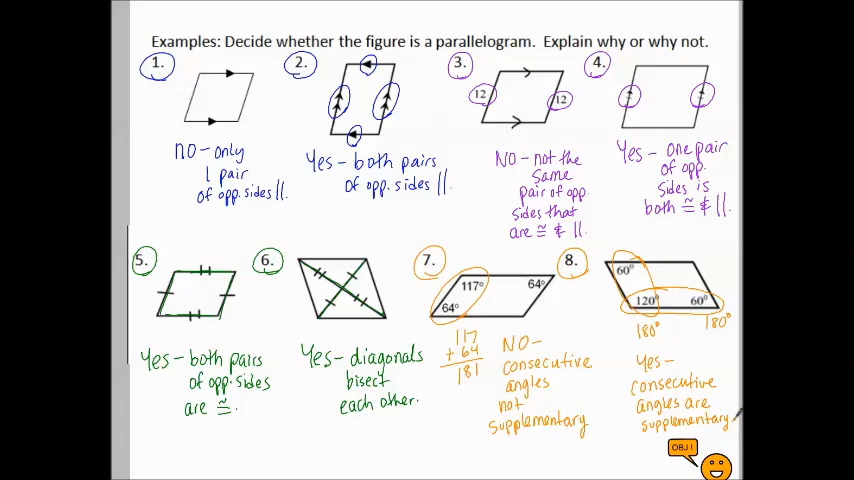 Examples: Decide whether the figure is a parallelogram. Explain why or why not.
1.
NO - only
1 pair
of opp. sides ||.
2.
Yes - both pairs
of opp. sides ||.
3.
12
12
NO - not the
same
pair of opp.
sides that
are ≅ & ||.
4.
Yes - one pair
of opp.
sides is
both ≅ & ||.
5.
Yes - both pairs
of opp. sides
are ≅.
6.
Yes - diagonals
bisect
each other.
7.
117°
64°
64°
117
+ 64
181
NO -
consecutive
angles
not
supplementary
8.
60°
120°
60°
180°
180°
Yes -
consecutive
angles are
supplementary
OBJ 1